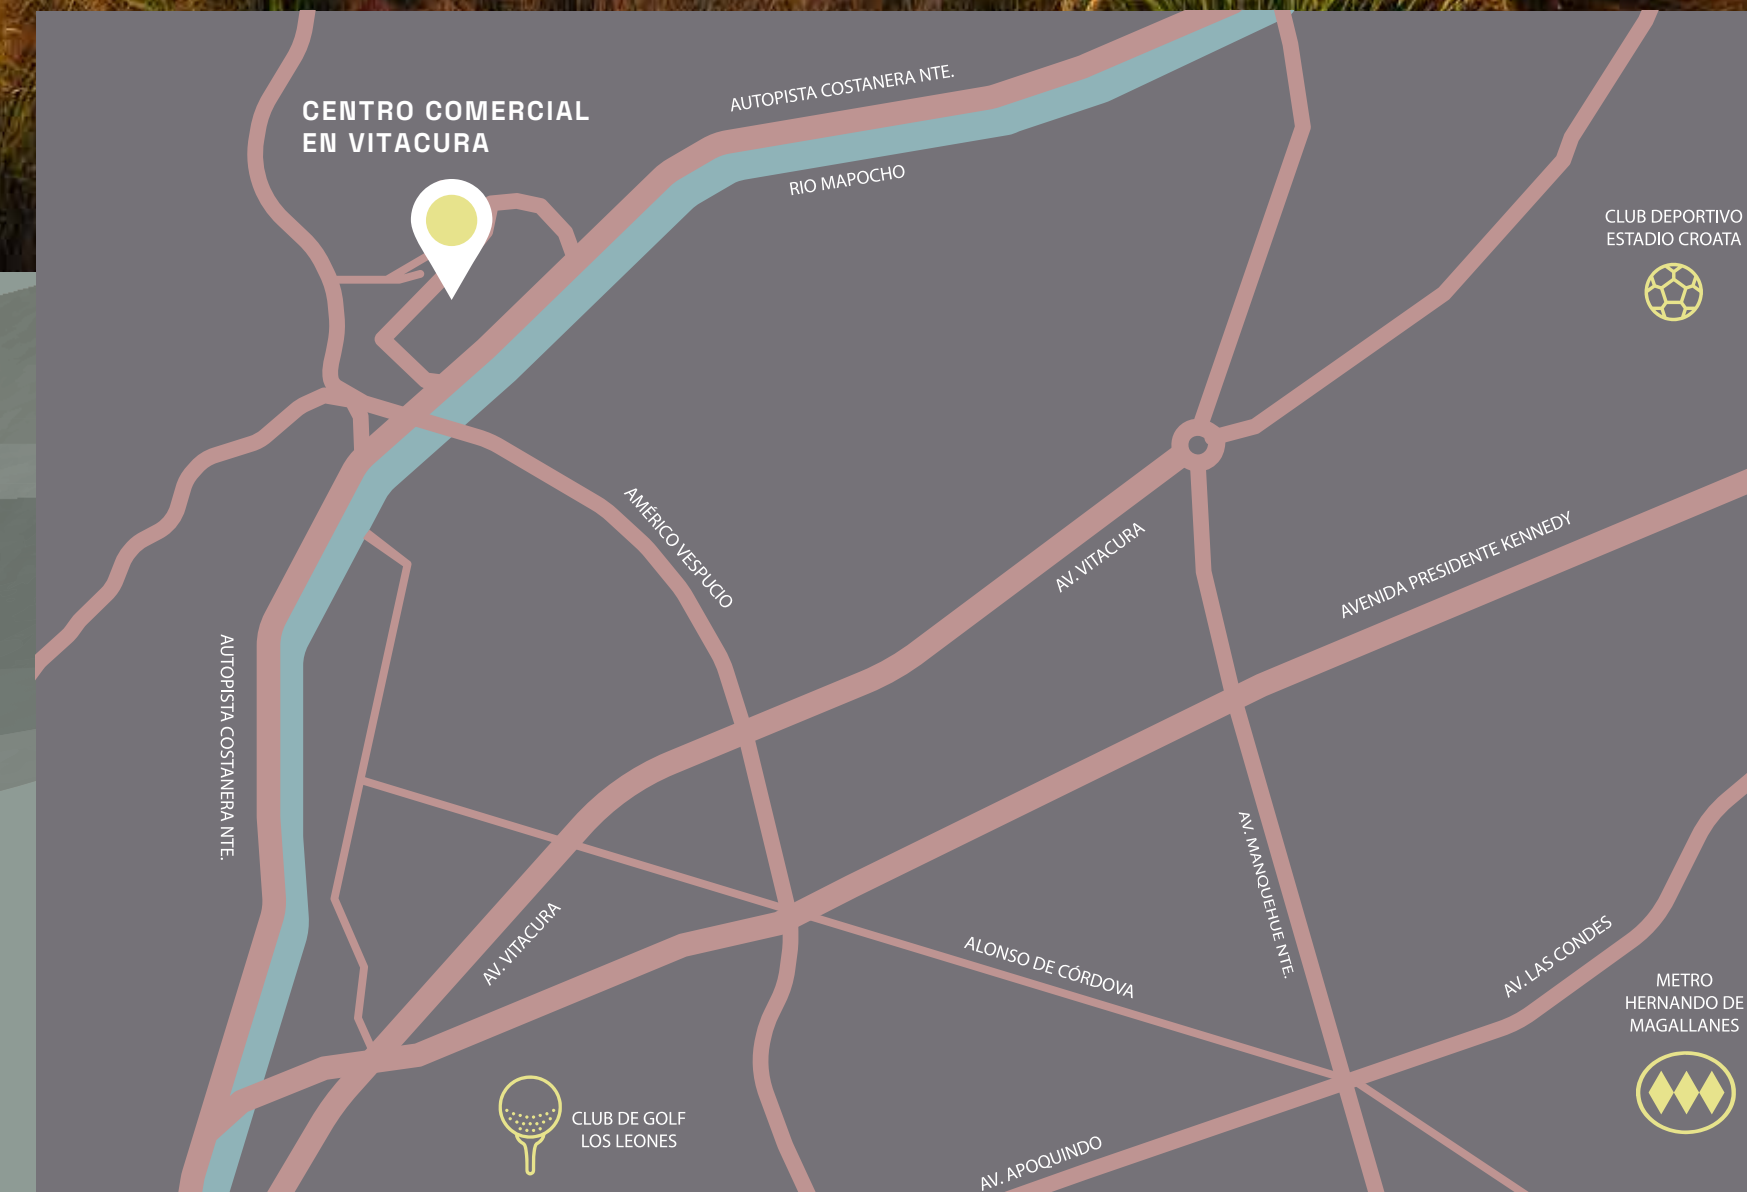 AUTOPISTA COSTANERA NTE.
CENTRO COMERCIAL
EN VITACURA
RIO MAPOCHO
CLUB DEPORTIVO
ESTADIO CROATA
AMÉRICO VESPUCIO
AV. VITACURA
AVENIDA PRESIDENTE KENNEDY
AUTOPISTA COSTANERA NTE.
AV. MANQUEHUE NTE.
AV. VITACURA
ALONSO DE CÓRDOVA
AV. LAS CONDES
METRO
HERNANDO DE
MAGALLANES
CLUB DE GOLF
LOS LEONES
AV. APOQUINDO